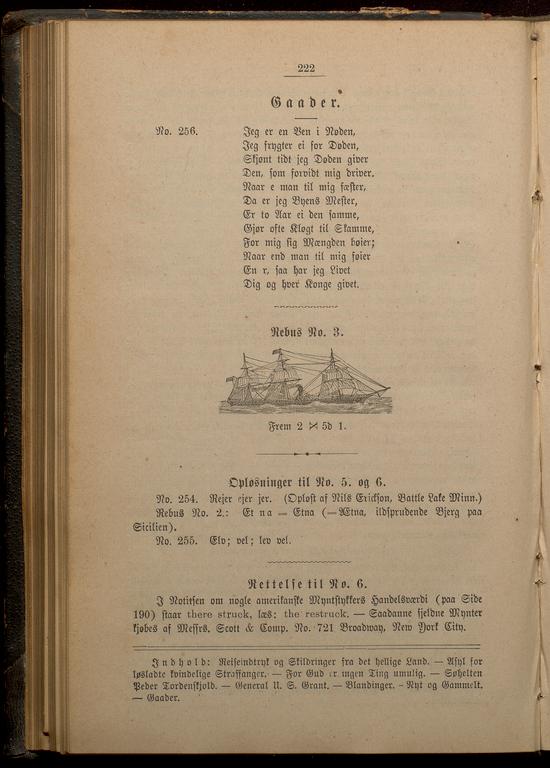 222
Gaader.
No. 256. Jeg er en Ven i Nøden,
Jeg frygter ei for Døden,
Skjønt tidt jeg Døden giver
Den, som forvidt mig driver.
Naar e man til mig fæster,
Da er jeg Byens Mester,
Er to Aar ei den samme,
Gjør ofte Kløgt til Skamme,
For mig sig Mængden bøier;
Naar end man til mig føier
En r, saa har jeg Livet
Dig og hver Konge givet.
Rebus No. 3.
Frem 2 5d 1.
Opløsninger til No. 5. og 6.
No. 254. Rejer ejer jer. (Opløst af Nils Erickson, Battle Lake Minn.)
Rebus No. 2.: Et na = Etna (= Ætna, ildsprudende Bjerg paa
Sicilien).
No. 255. Elv; vel; lev vel.
Rettelse til No. 6.
I Notitsen om nogle amerikanske Myntstykkers Handelsværdi (paa Side
190) staar there struck, læs: the restruck. — Saadanne sjeldne Mynter
kjøbes af Messrs. Scott & Comp. No. 721 Broadway, New York City.
Indhold: Reiseindtryk og Skildringer fra det hellige Land. — Asyl for
løsladte kvindelige Straffanger. — For Gud er ingen Ting umulig. — Søhelten
Peder Tordenskjold. — General U. S. Grant. — Blandinger. - Nyt og Gammelt.
— Gaader.